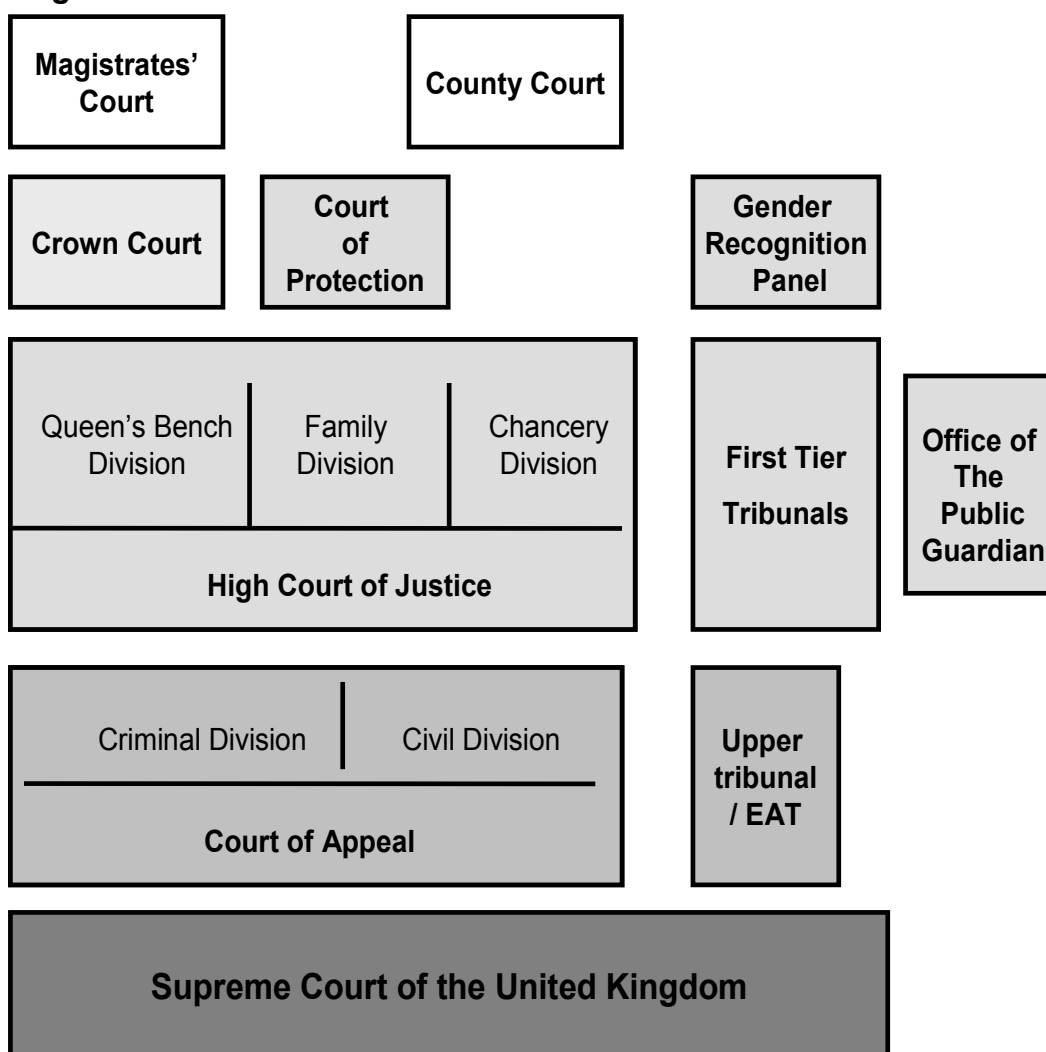 Magistrates’
Court
County Court
Crown Court
Court
of
Protection
Gender
Recognition
Panel
Queen’s Bench
Division
Family
Division
Chancery
Division
High Court of Justice
First Tier
Tribunals
Office of
The
Public
Guardian
Criminal Division
Civil Division
Court of Appeal
Upper
tribunal
/ EAT
Supreme Court of the United Kingdom